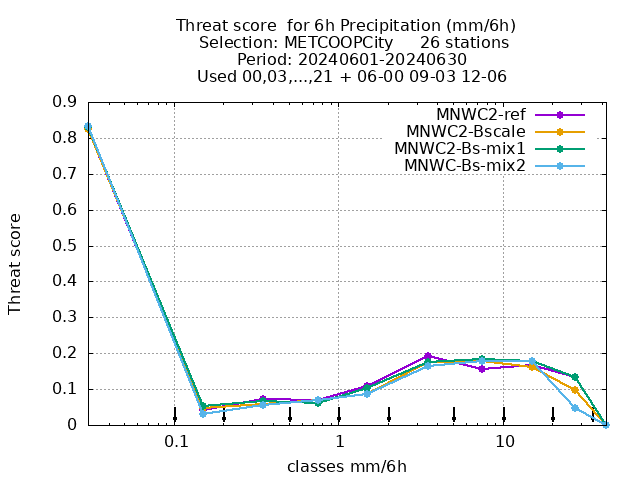 Threat score  for 6h Precipitation (mm/6h)
Selection: METCOOPCity     26 stations
Period: 20240601-20240630
Used 00,03,...,21 + 06-00 09-03 12-06
MNWC2-ref
MNWC2-Bscale
MNWC2-Bs-mix1
MNWC-Bs-mix2
0.9
0.8
0.7
0.6
0.5
0.4
0.3
0.2
0.1
0
Threat score
0.1
1
10
classes mm/6h